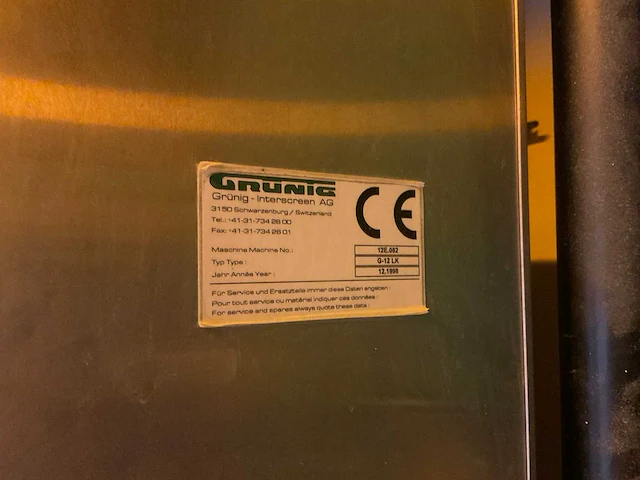 GRÜNIG
Grünig - Interscreen AG
3150 Schwarzenburg / Switzerland
Tel.: +41-31-734 26 00
Fax: +41-31-734 26 01
CE
Maschine Machine No.: 12E.082
Typ Type : G-12 LK
Jahr Année Year : 12.1998
Für Service und Ersatzteile immer diese Daten angeben :
Pour tout service ou matériel indiquer cès données :
For service and spares always quote these data :